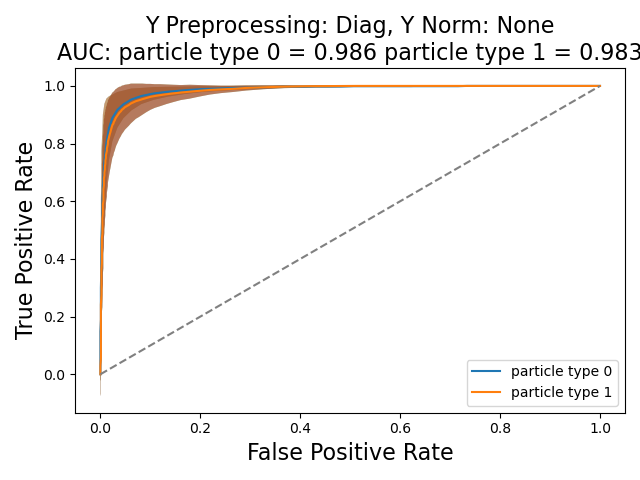 Y Preprocessing: Diag, Y Norm: None
AUC: particle type 0 = 0.986 particle type 1 = 0.983
True Positive Rate
1.0
0.8
0.6
0.4
0.2
0.0
particle type 0
particle type 1
0.0 0.2 0.4 0.6 0.8 1.0
False Positive Rate